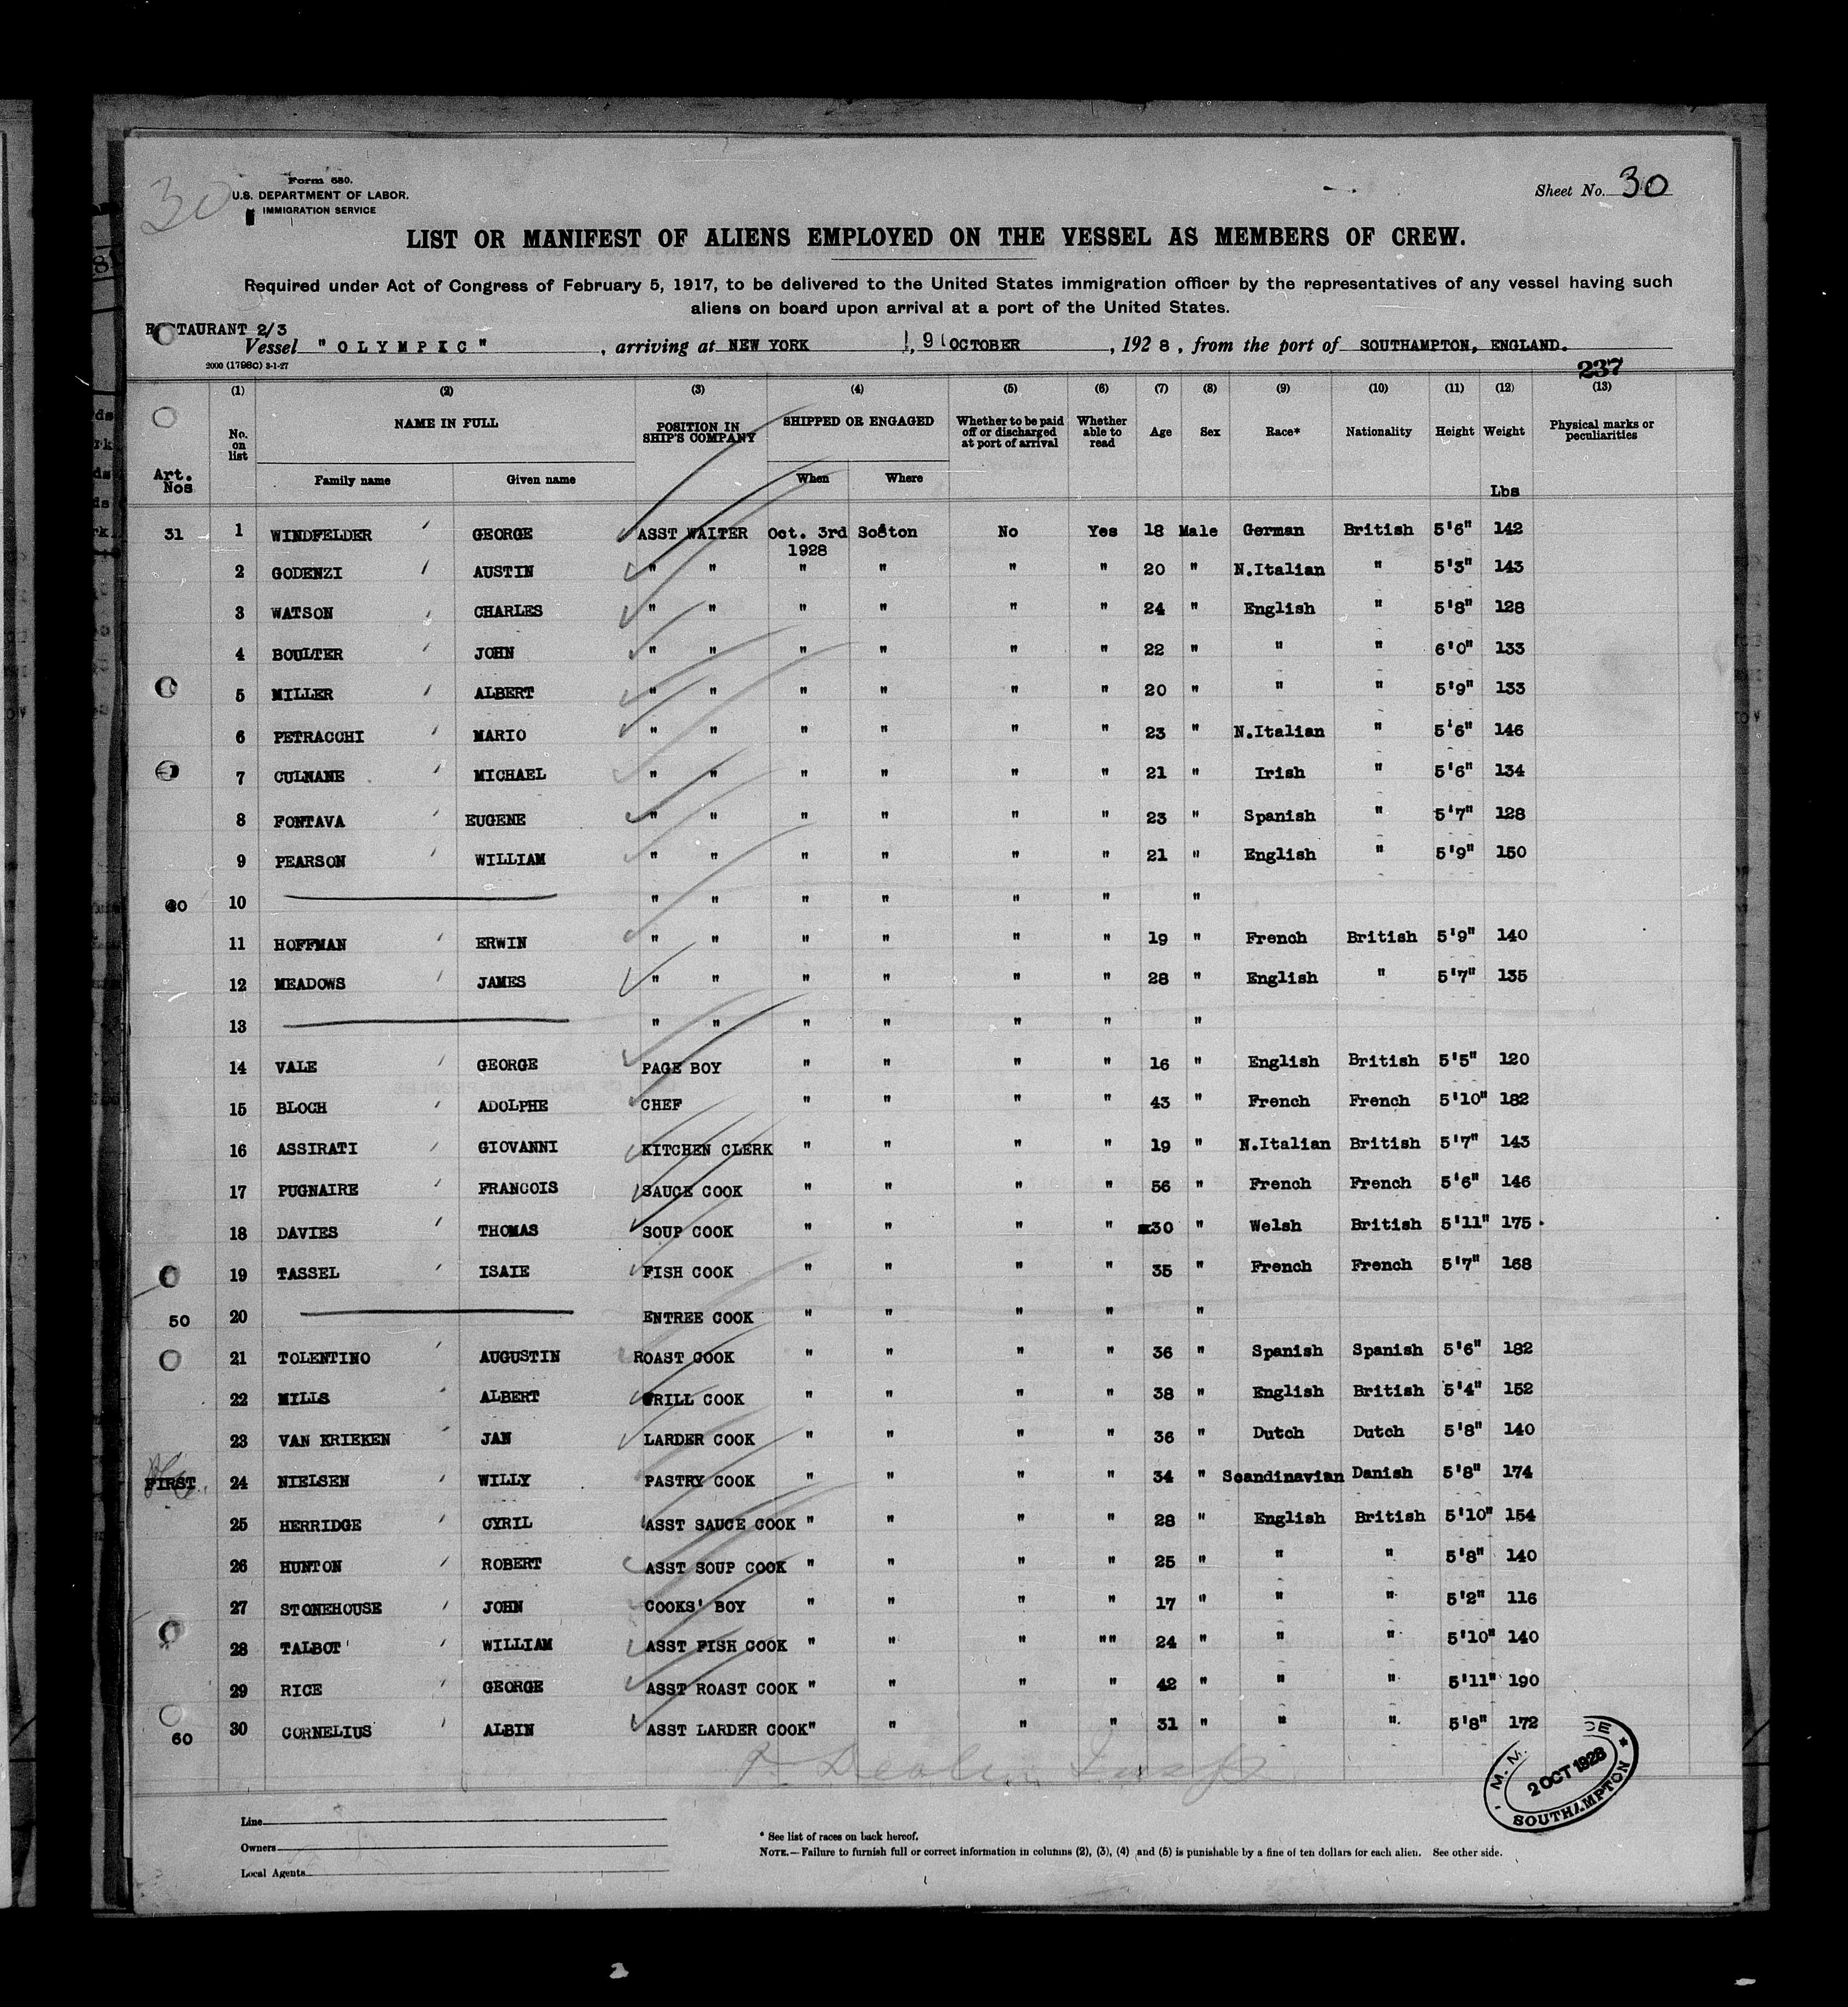 30
Form 680.
U.S. DEPARTMENT OF LABOR.
IMMIGRATION SERVICE
Sheet No. 30
LIST OR MANIFEST OF ALIENS EMPLOYED ON THE VESSEL AS MEMBERS OF CREW.
Required under Act of Congress of February 5, 1917, to be delivered to the United States immigration officer by the representatives of any vessel having such
aliens on board upon arrival at a port of the United States.
RESTAURANT 2/3
Vessel "OLYMPIC", arriving at NEW YORK, 9 OCTOBER, 1928, from the port of SOUTHAMPTON, ENGLAND.
2000 (1798C) 3-1-27
237
(1) (2) (3) (4) (5) (6) (7) (8) (9) (10) (11) (12) (13)
Art. Nos No. on list NAME IN FULL POSITION IN SHIP'S COMPANY SHIPPED OR ENGAGED Whether to be paid off or discharged at port of arrival Whether able to read Age Sex Race* Nationality Height Weight Physical marks or peculiarities
Family name Given name When Where Lbs
31 1 WINDFELDER GEORGE ASST WAITER Oct. 3rd 1928 Soton No Yes 18 Male German British 5'6" 142
2 GODENZI AUSTIN " " " " " " 20 " N.Italian " 5'3" 143
3 WATSON CHARLES " " " " " " 24 " English " 5'8" 128
4 BOULTER JOHN " " " " " " 22 " " " 6'0" 133
5 MILLER ALBERT " " " " " " 20 " " " 5'9" 133
6 PETRACCHI MARIO " " " " " " 23 " N.Italian " 5'6" 146
7 CULNANE MICHAEL " " " " " " 21 " Irish " 5'6" 134
8 FONTAVA EUGENE " " " " " " 23 " Spanish " 5'7" 128
9 PEARSON WILLIAM " " " " " " 21 " English " 5'9" 150
40 10 " " " " " " "
11 HOFFMAN ERWIN " " " " " " 19 " French British 5'9" 140
12 MEADOWS JAMES " " " " " " 28 " English " 5'7" 135
13 " " " " " " "
14 VALE GEORGE PAGE BOY " " " " 16 " English British 5'5" 120
15 BLOCH ADOLPHE CHEF " " " " 43 " French French 5'10" 182
16 ASSIRATI GIOVANNI KITCHEN CLERK " " " " 19 " N.Italian British 5'7" 143
17 PUGNAIRE FRANCOIS SAUCE COOK " " " " 56 " French French 5'6" 146
18 DAVIES THOMAS SOUP COOK " " " " 30 " Welsh British 5'11" 175
19 TASSEL ISAIE FISH COOK " " " " 35 " French French 5'7" 168
50 20 ENTREE COOK " " " " "
21 TOLENTINO AUGUSTIN ROAST COOK " " " " 36 " Spanish Spanish 5'6" 182
22 MILLS ALBERT GRILL COOK " " " " 38 " English British 5'4" 152
23 VAN KRIEKEN JAN LARDER COOK " " " " 36 " Dutch Dutch 5'8" 140
FIRST 24 NIELSEN WILLY PASTRY COOK " " " " 34 " Scandinavian Danish 5'8" 174
25 HERRIDGE CYRIL ASST SAUCE COOK " " " " 28 " English British 5'10" 154
26 HUNTON ROBERT ASST SOUP COOK " " " " 25 " " " 5'8" 140
27 STONEHOUSE JOHN COOKS' BOY " " " " 17 " " " 5'2" 116
28 TALBOT WILLIAM ASST FISH COOK " " " "" 24 " " " 5'10" 140
29 RICE GEORGE ASST ROAST COOK " " " " 42 " " " 5'11" 190
60 30 CORNELIUS ALBIN ASST LARDER COOK " " " " 31 " " " 5'8" 172
M. M. 2 OCT 1928 SOUTHAMPTON
Line
Owners
Local Agents
* See list of races on back hereof.
NOTE.—Failure to furnish full or correct information in columns (2), (3), (4) and (5) is punishable by a fine of ten dollars for each alien. See other side.